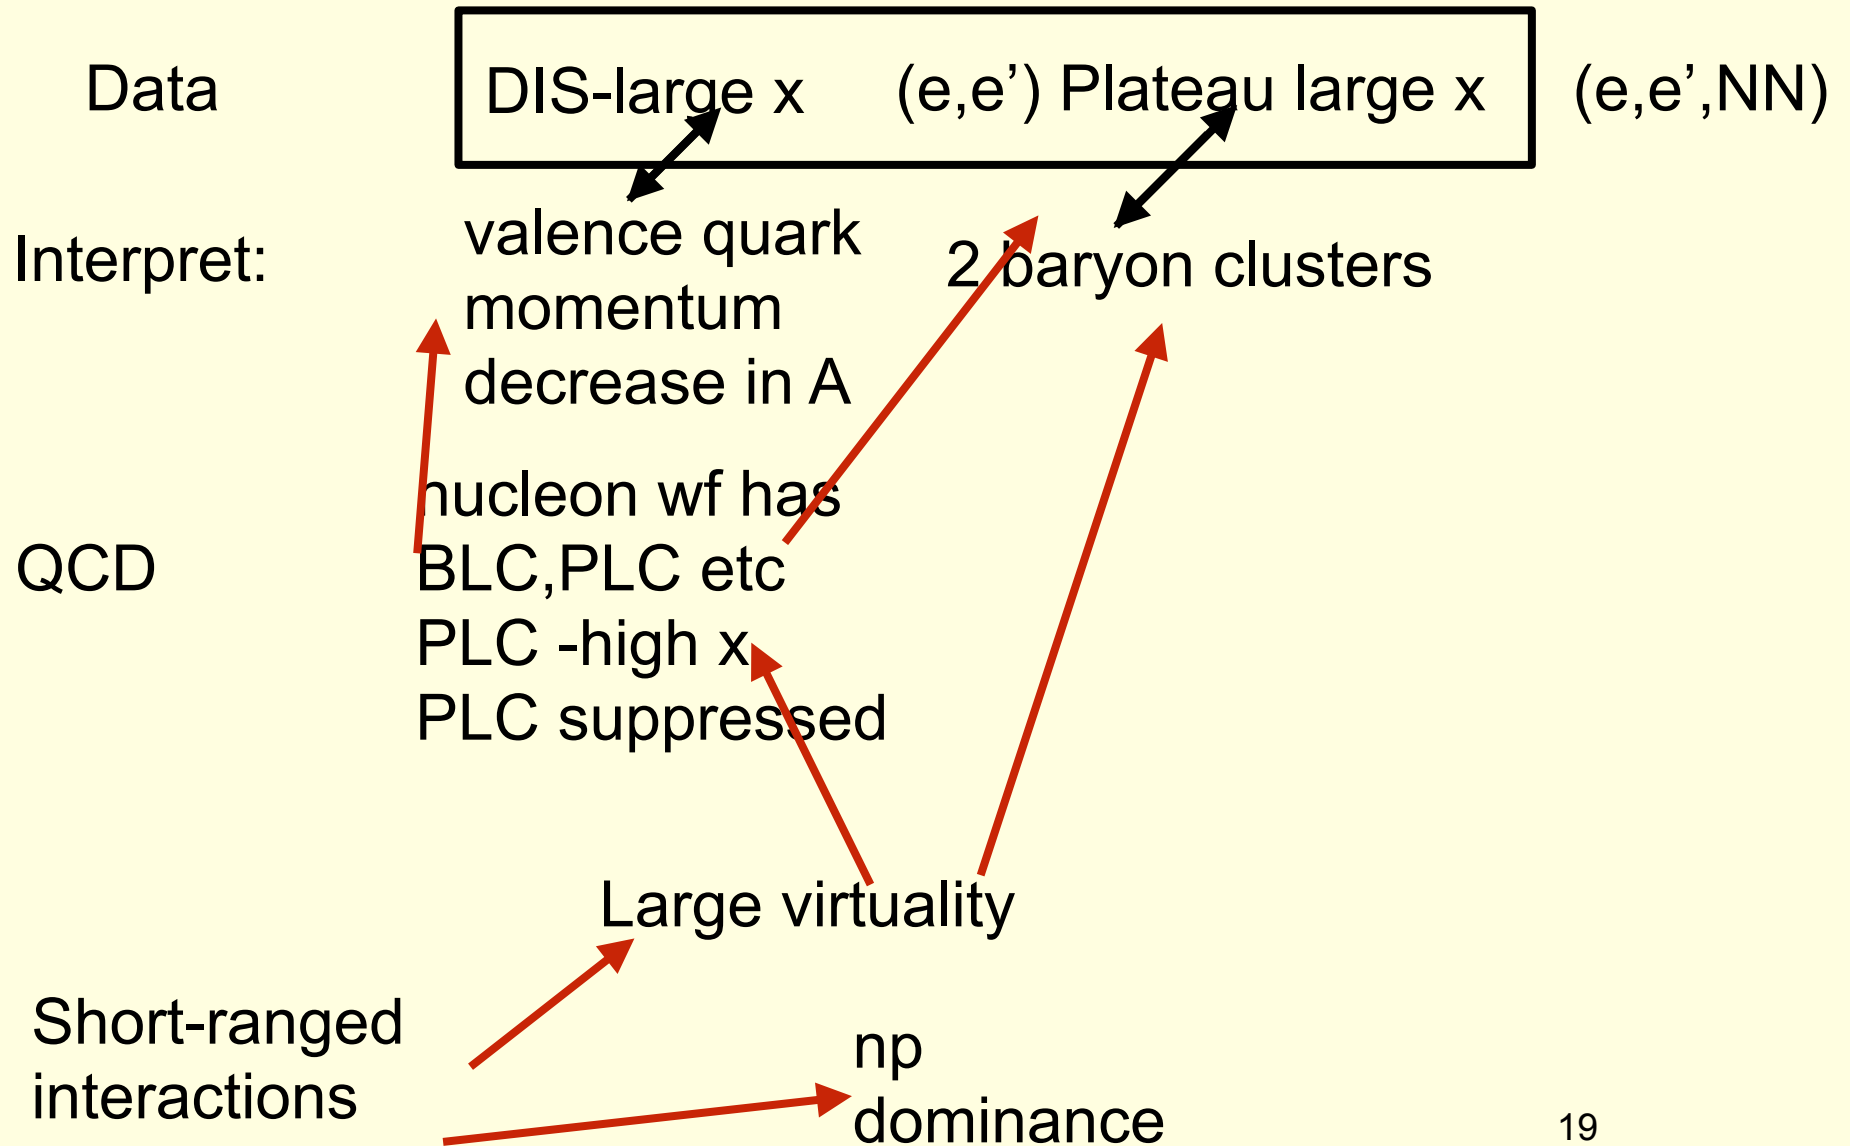 Data
DIS-large x (e,e’) Plateau large x (e,e’,NN)
Interpret:
valence quark
momentum
decrease in A
2 baryon clusters
QCD
nucleon wf has
BLC,PLC etc
PLC -high x
PLC suppressed
Large virtuality
Short-ranged
interactions
np
dominance
19